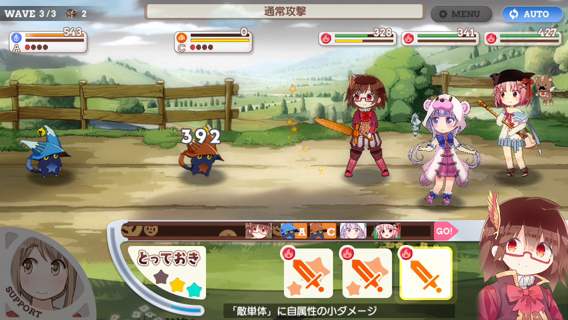 WAVE 3/3 2
通常攻撃
MENU
AUTO
543
A
0
C
328
341
427
392
A
C
GO!
とっておき
SUPPORT
「敵単体」に自属性の小ダメージ